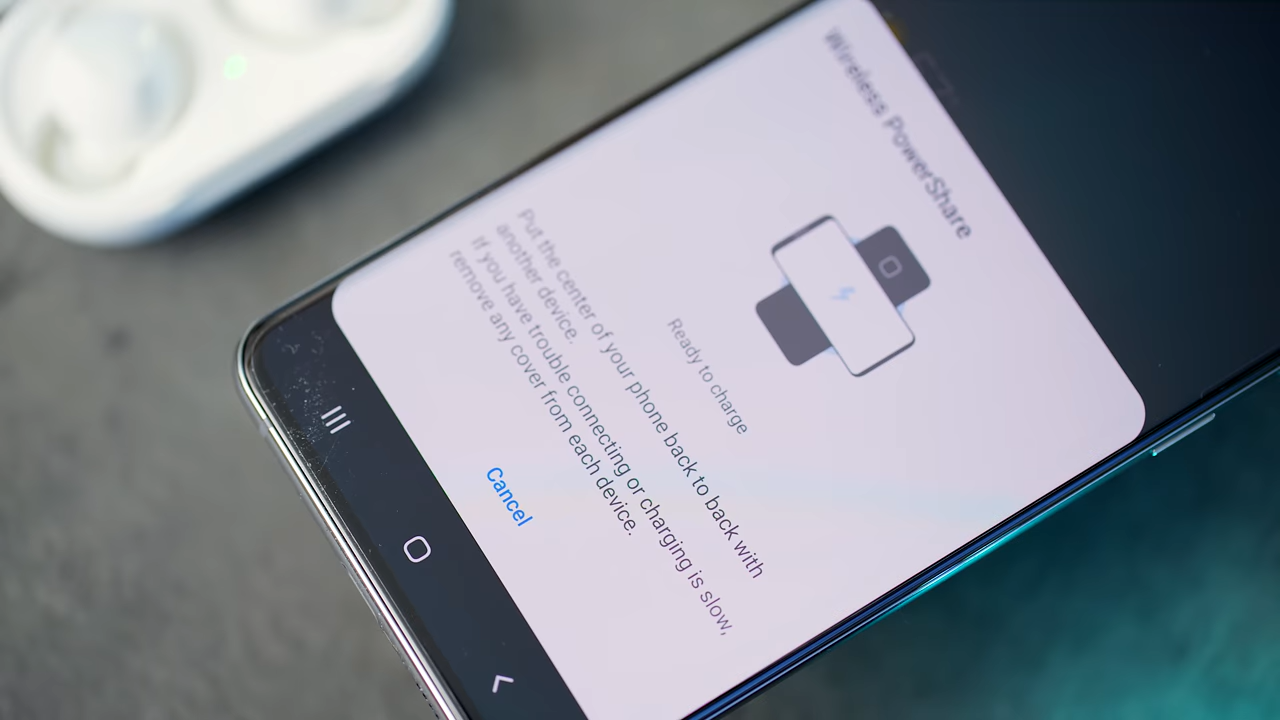 Wireless PowerShare
Ready to charge
Put the center of your phone back to back with
another device.
If you have trouble connecting or charging is slow,
remove any cover from each device.
Cancel